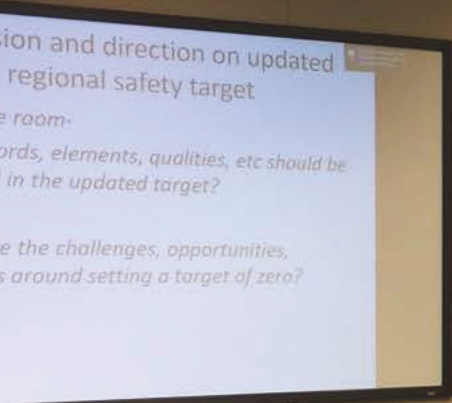 sion and direction on updated
regional safety target
e room-
ords, elements, qualities, etc should be
in the updated target?
e the challenges, opportunities,
s around setting a target of zero?